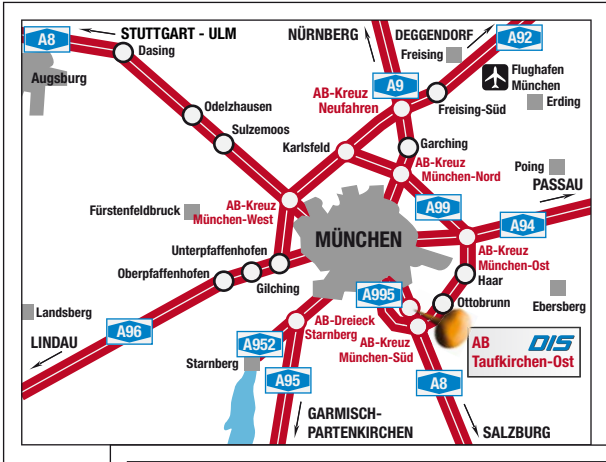 STUTTGART - ULM
A8
Dasing
Augsburg
NÜRNBERG
DEGGENDORF
A92
Freising
Flughafen
München
A9
AB-Kreuz
Neufahren
Freising-Süd
Erding
Odelzhausen
Sulzemoos
Karlsfeld
Garching
AB-Kreuz
München-Nord
Poing
PASSAU
AB-Kreuz
München-West
Fürstenfeldbruck
A99
A94
MÜNCHEN
AB-Kreuz
München-Ost
Unterpfaffenhofen
Oberpfaffenhofen
Gilching
Haar
A995
Ottobrunn
Ebersberg
Landsberg
A96
LINDAU
AB-Dreieck
Starnberg
AB-Kreuz
München-Süd
A952
Starnberg
A95
A8
AB
Taufkirchen-Ost
DIS
GARMISCH-
PARTENKIRCHEN
SALZBURG